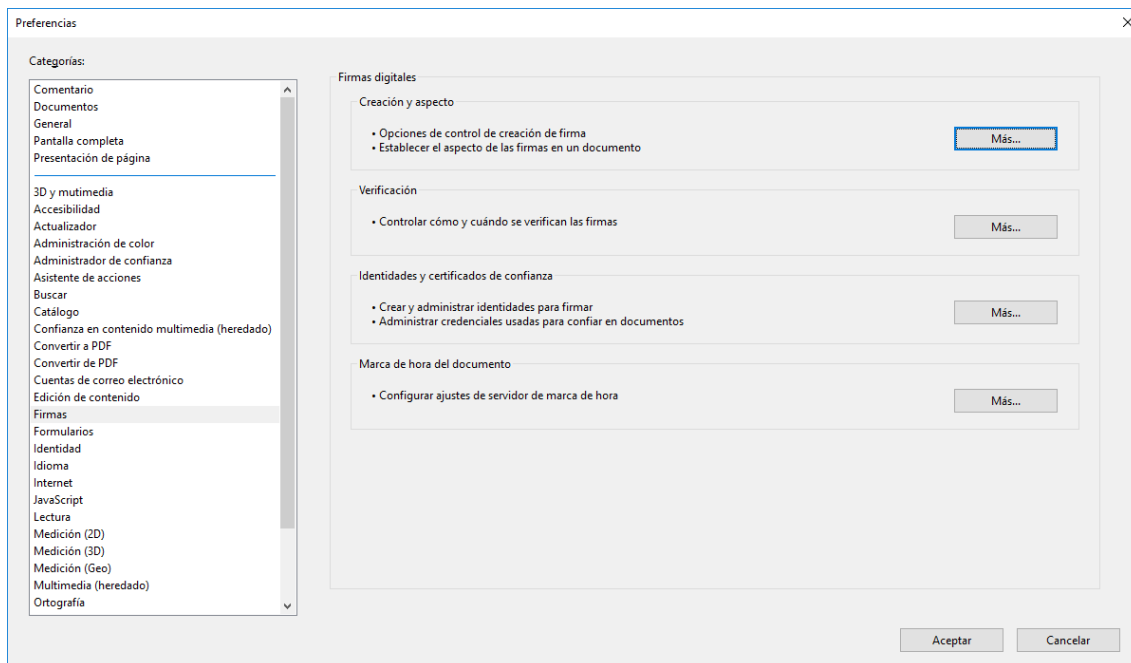 Preferencias
Categorías:
Comentario
Documentos
General
Pantalla completa
Presentación de página
3D y mutimedia
Accesibilidad
Actualizador
Administración de color
Administrador de confianza
Asistente de acciones
Buscar
Catálogo
Confianza en contenido multimedia (heredado)
Convertir a PDF
Convertir de PDF
Cuentas de correo electrónico
Edición de contenido
Firmas
Formularios
Identidad
Idioma
Internet
JavaScript
Lectura
Medición (2D)
Medición (3D)
Medición (Geo)
Multimedia (heredado)
Ortografía
Firmas digitales
Creación y aspecto
• Opciones de control de creación de firma
• Establecer el aspecto de las firmas en un documento
Más...
Verificación
• Controlar cómo y cuándo se verifican las firmas
Más...
Identidades y certificados de confianza
• Crear y administrar identidades para firmar
• Administrar credenciales usadas para confiar en documentos
Más...
Marca de hora del documento
• Configurar ajustes de servidor de marca de hora
Más...
Aceptar
Cancelar